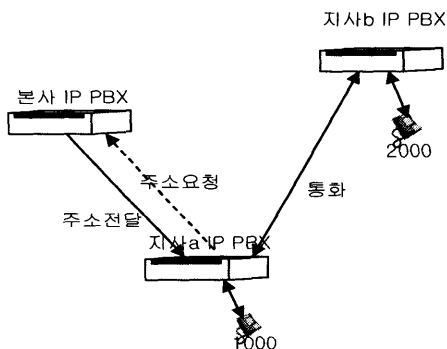 지사b IP PBX
본사 IP PBX
2000
주소요청
통화
주소전달
지사a IP PBX
1000